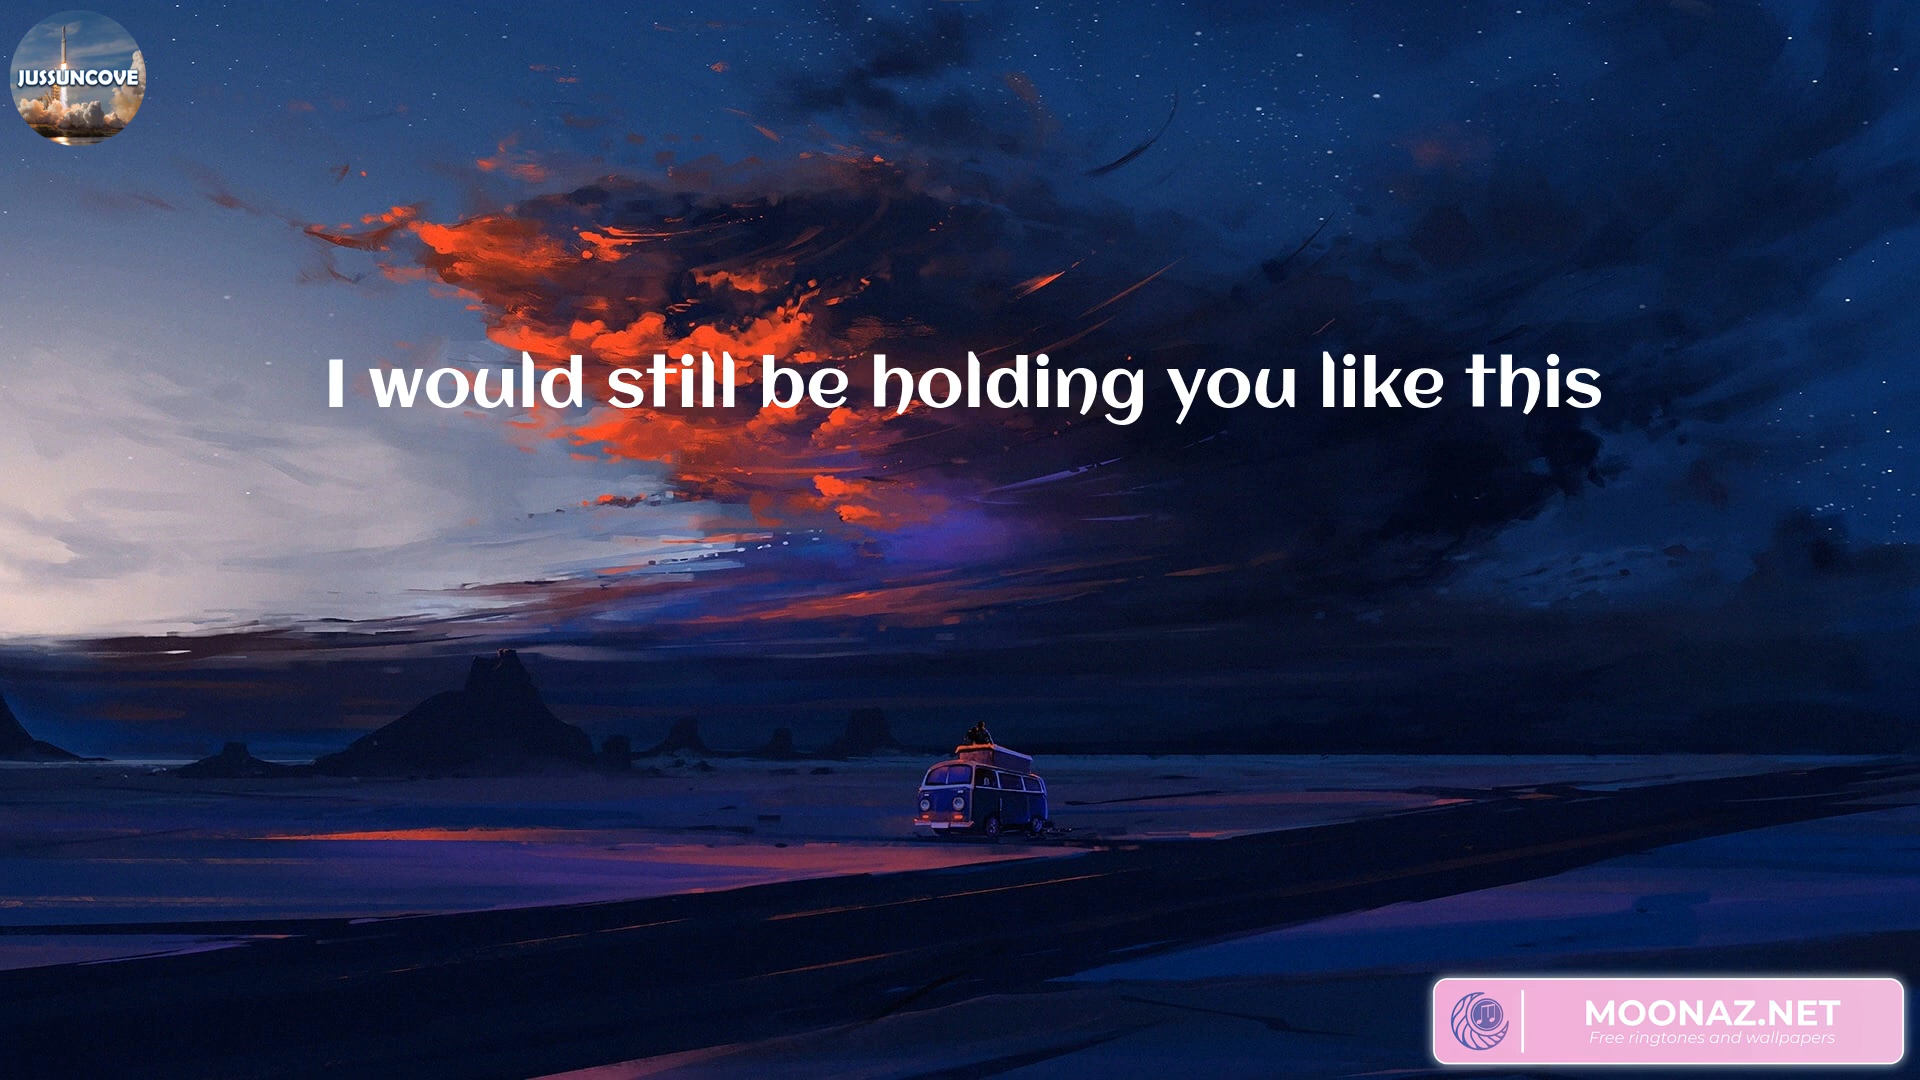 JUSSUNCOVE
I would still be holding you like this
MOONAZ.NET
Free ringtones and wallpapers